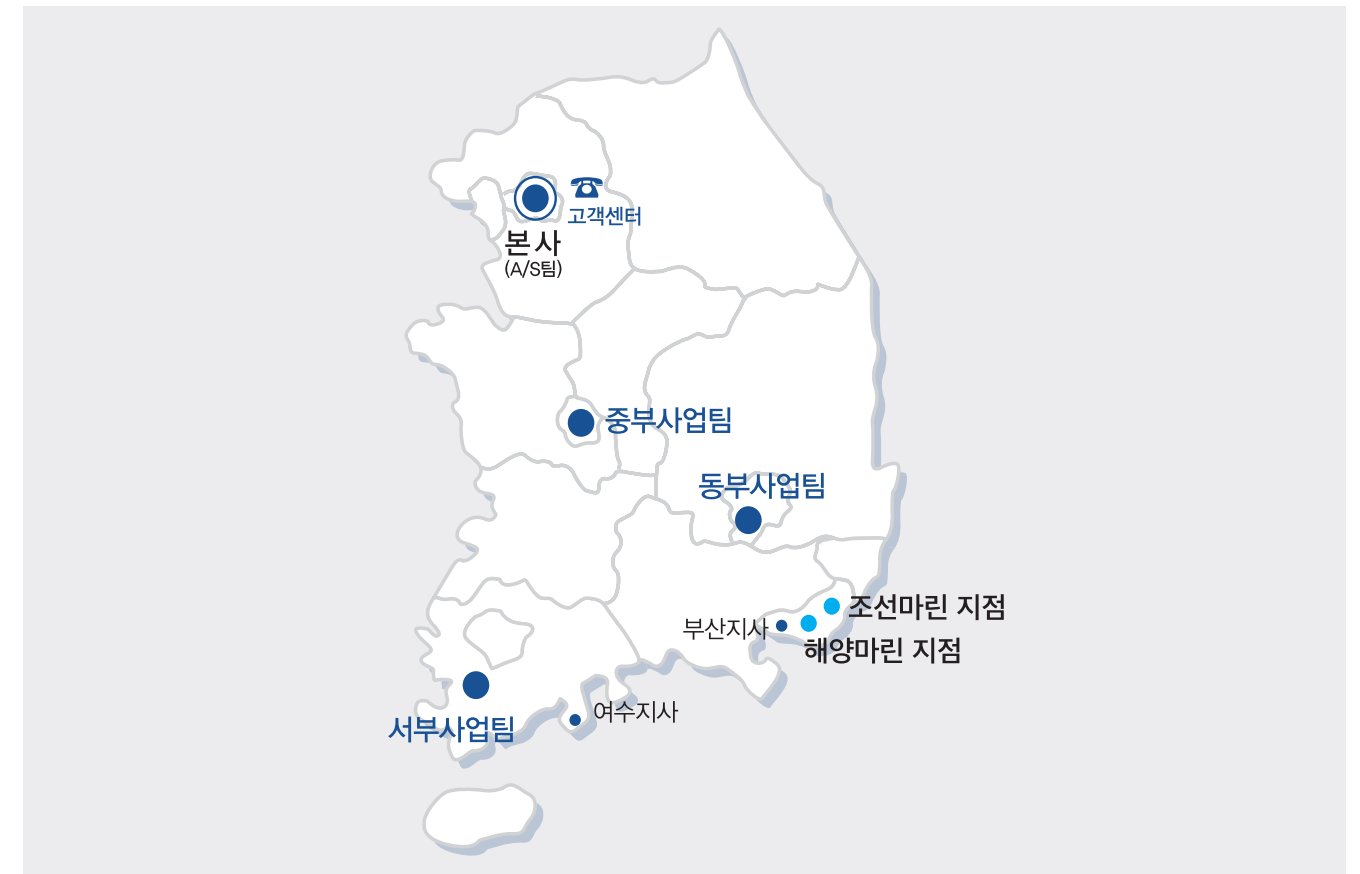 고객센터
본사
(A/S팀)
중부사업팀
동부사업팀
조선마린 지점
부산지사
해양마린 지점
여수지사
서부사업팀